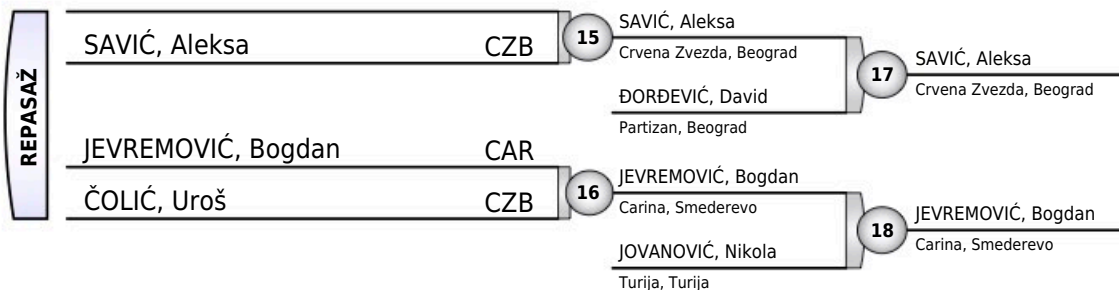 REPASAŽ
SAVIĆ, Aleksa CZB
JEVREMOVIĆ, Bogdan CAR
ČOLIĆ, Uroš CZB
15
SAVIĆ, Aleksa
Crvena Zvezda, Beograd
ĐORĐEVIĆ, David
Partizan, Beograd
16
JEVREMOVIĆ, Bogdan
Carina, Smederevo
JOVANOVIĆ, Nikola
Turija, Turija
17
SAVIĆ, Aleksa
Crvena Zvezda, Beograd
18
JEVREMOVIĆ, Bogdan
Carina, Smederevo